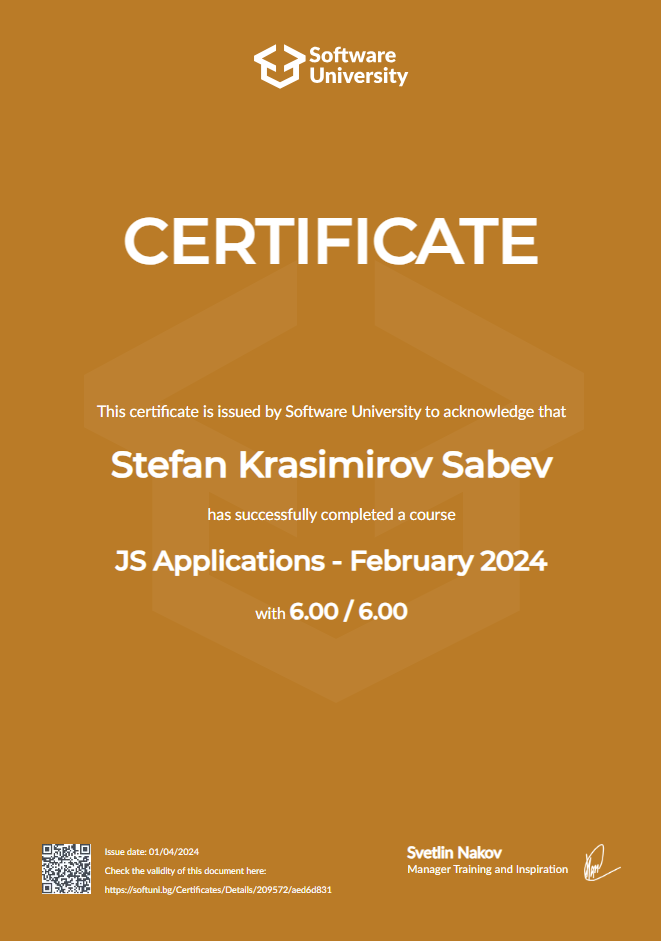 Software
University
CERTIFICATE
This certificate is issued by Software University to acknowledge that
Stefan Krasimirov Sabev
has successfully completed a course
JS Applications - February 2024
with 6.00 / 6.00
Issue date: 01/04/2024
Check the validity of this document here:
https://softuni.bg/Certificates/Details/209572/aed6d831
Svetlin Nakov
Manager Training and Inspiration